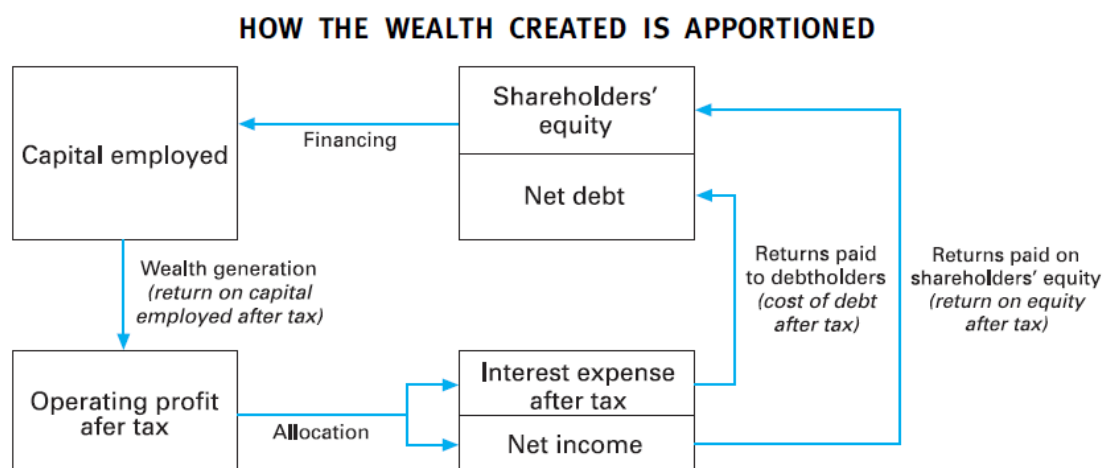 HOW THE WEALTH CREATED IS APPORTIONED
Capital employed
Financing
Shareholders'
equity
Net debt
Wealth generation
(return on capital
employed after tax)
Returns paid
to debtholders
(cost of debt
after tax)
Returns paid on
shareholders' equity
(return on equity
after tax)
Operating profit
afer tax
Allocation
Interest expense
after tax
Net income